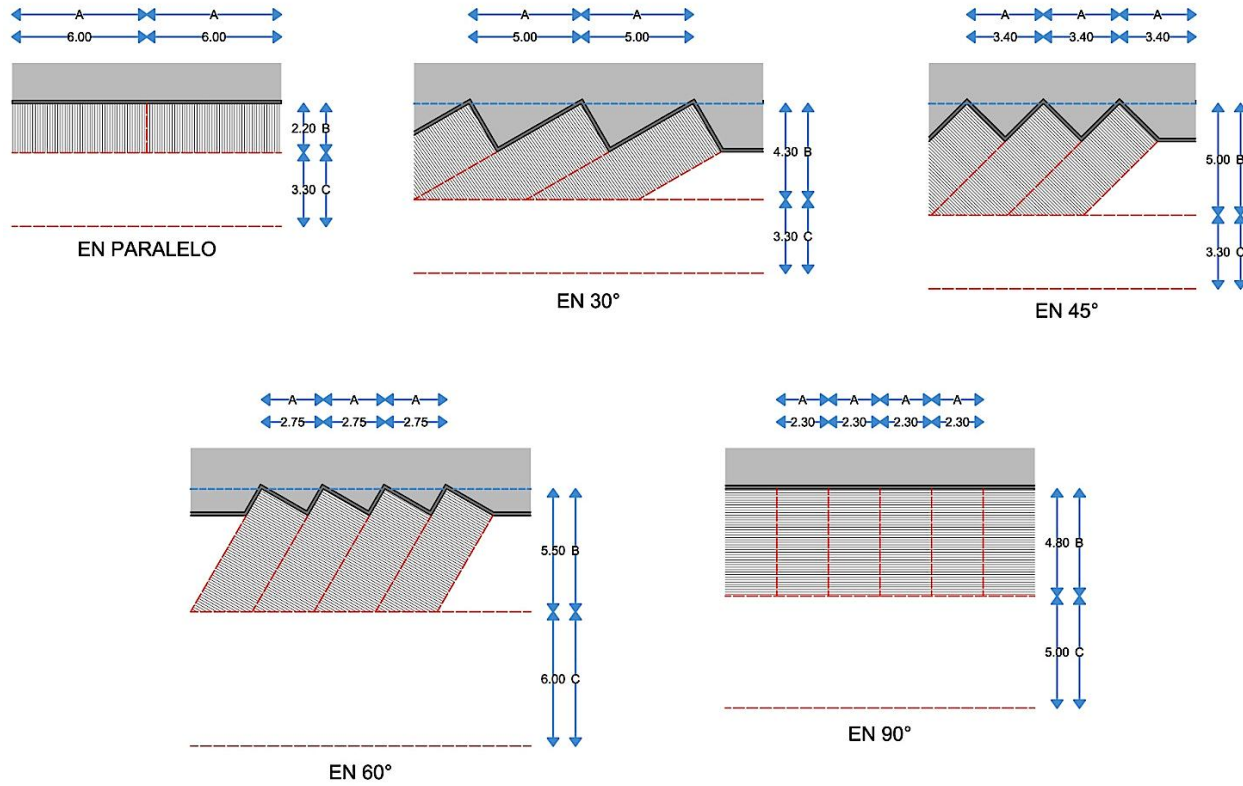 A A
6.00 6.00
2.20 B
3.30 C
EN PARALELO
A A
5.00 5.00
4.30 B
3.30 C
EN 30°
A A A
3.40 3.40 3.40
5.00 B
3.30 C
EN 45°
A A A
2.75 2.75 2.75
5.50 B
6.00 C
EN 60°
A A A A
2.30 2.30 2.30 2.30
4.80 B
5.00 C
EN 90°